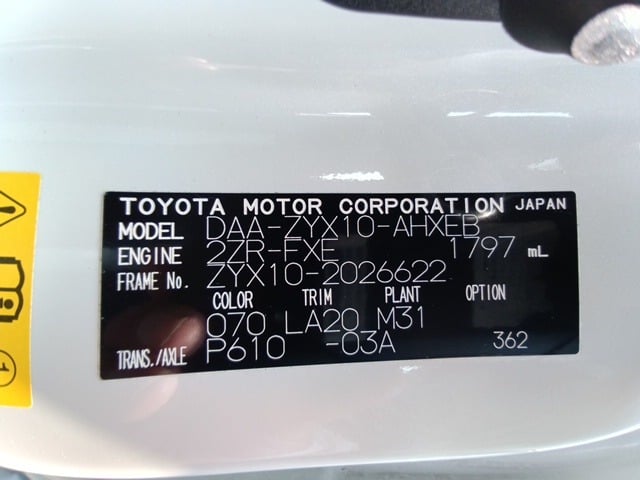 TOYOTA MOTOR CORPORATION JAPAN
MODEL DAA-ZYX10-AHXEB
ENGINE 2ZR-FXE 1797 mL
FRAME No. ZYX10-2026622
COLOR TRIM PLANT OPTION
070 LA20 M31
TRANS./AXLE P610 -03A 362
1